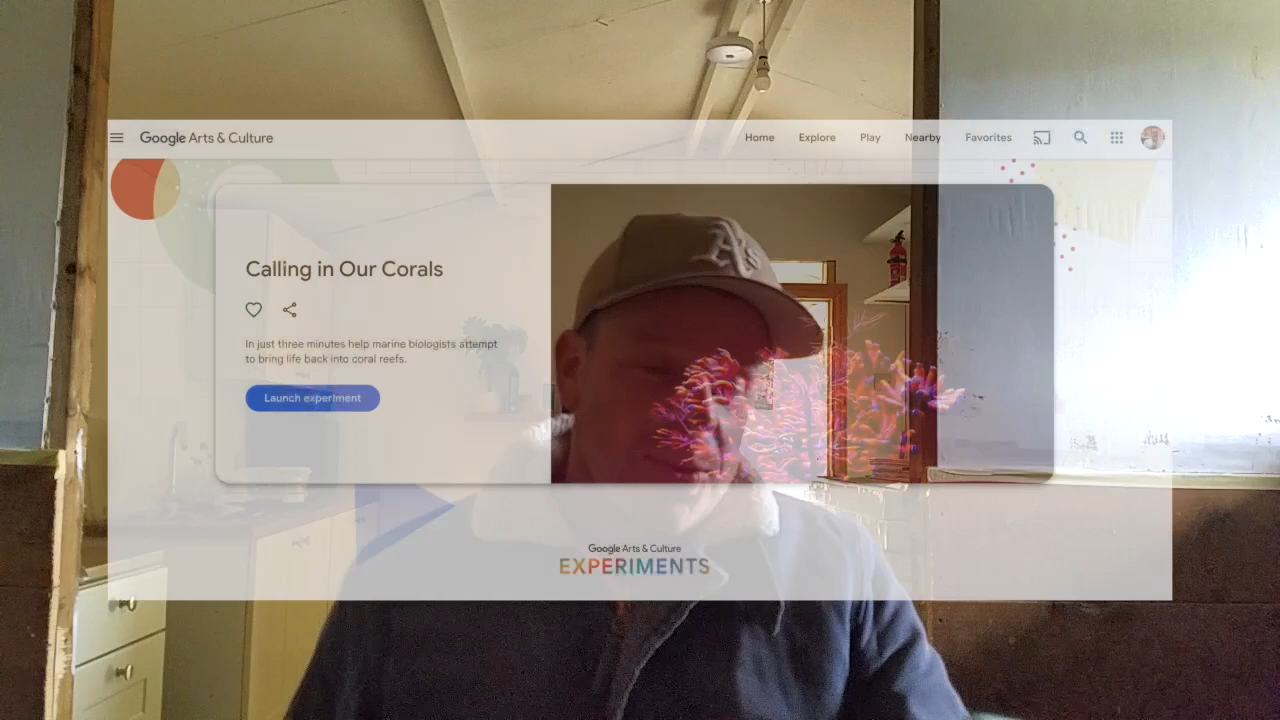 Google Arts & Culture
Home Explore Play Nearby Favorites
Calling in Our Corals
In just three minutes help marine biologists attempt
to bring life back into coral reefs.
Launch experiment
Google Arts & Culture
EXPERIMENTS